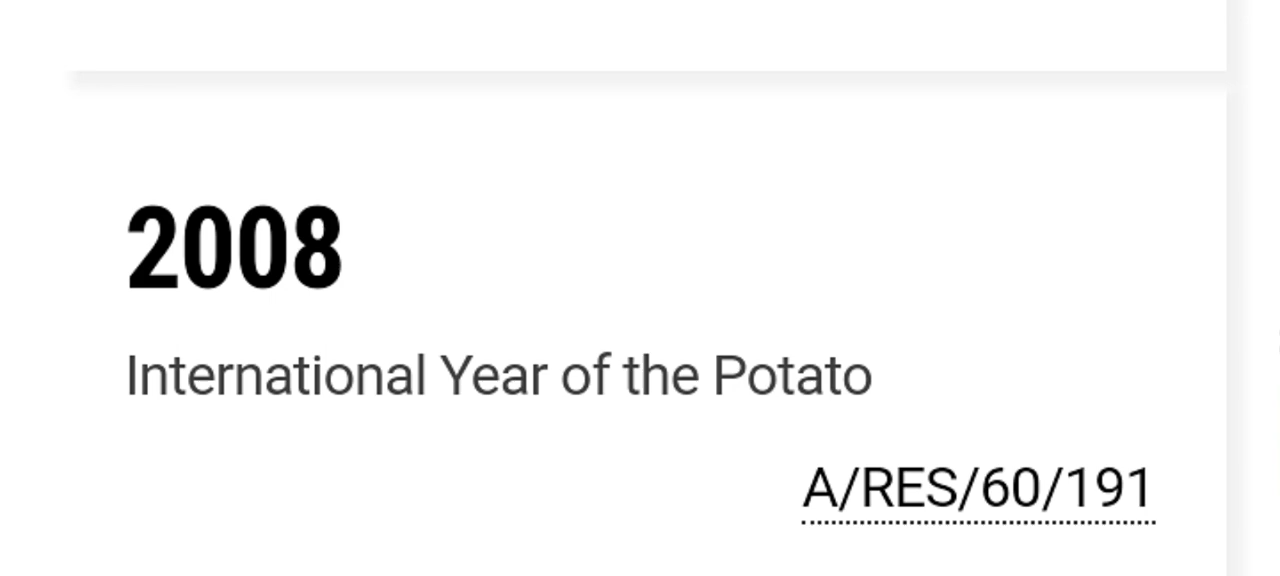 2008
International Year of the Potato
A/RES/60/191